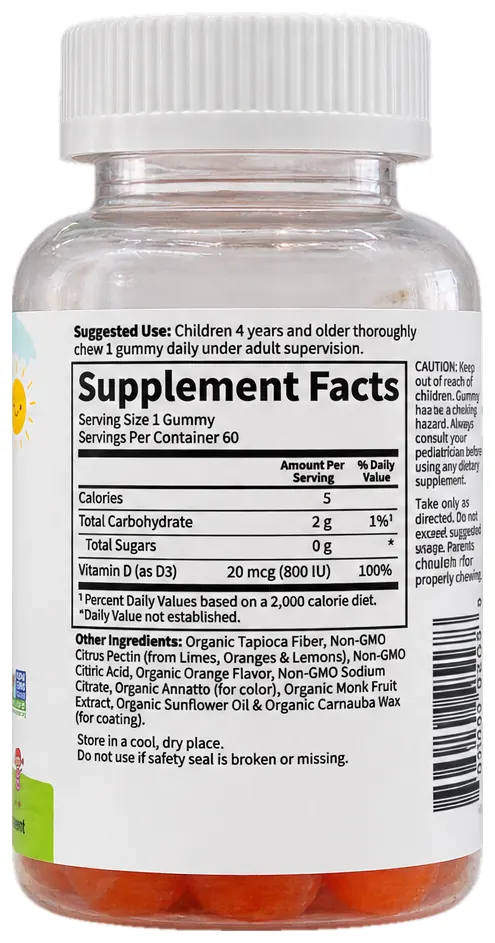 Suggested Use: Children 4 years and older thoroughly
chew 1 gummy daily under adult supervision.
Supplement Facts
Serving Size 1 Gummy
Servings Per Container 60
Amount Per Serving % Daily Value
Calories 5
Total Carbohydrate 2 g 1%¹
Total Sugars 0 g *
Vitamin D (as D3) 20 mcg (800 IU) 100%
¹ Percent Daily Values based on a 2,000 calorie diet.
*Daily Value not established.
Other Ingredients: Organic Tapioca Fiber, Non-GMO
Citrus Pectin (from Limes, Oranges & Lemons), Non-GMO
Citiric Acid, Organic Orange Flavor, Non-GMO Sodium
Citrate, Organic Annatto (for color), Organic Monk Fruit
Extract, Organic Sunflower Oil & Organic Carnauba Wax
(for coating).
Store in a cool, dry place.
Do not use if safety seal is broken or missing.
CAUTION: Keep
out of reach of
children. Gummy
a cheking
hazard. Always
consult your
pediatrician before
using any dietary
supplement.
Take only as
directed. Do not
exceed suggested
Parents
properly chewing.